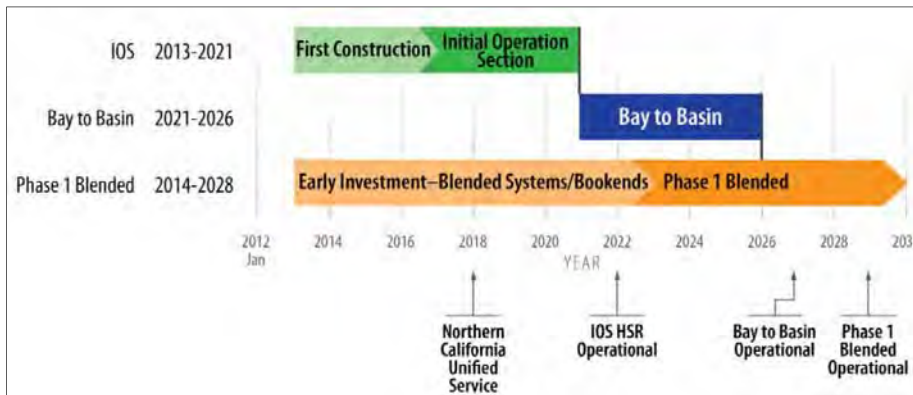 IOS 2013-2021
First Construction
Initial Operation
Section
Bay to Basin 2021-2026
Bay to Basin
Phase 1 Blended 2014-2028
Early Investment–Blended Systems/Bookends
Phase 1 Blended
2012 2014 2016 2018 2020 2022 2024 2026 2028 203
Jan
YEAR
Northern
California
Unified
Service
IOS HSR
Operational
Bay to Basin
Operational
Phase 1
Blended
Operational